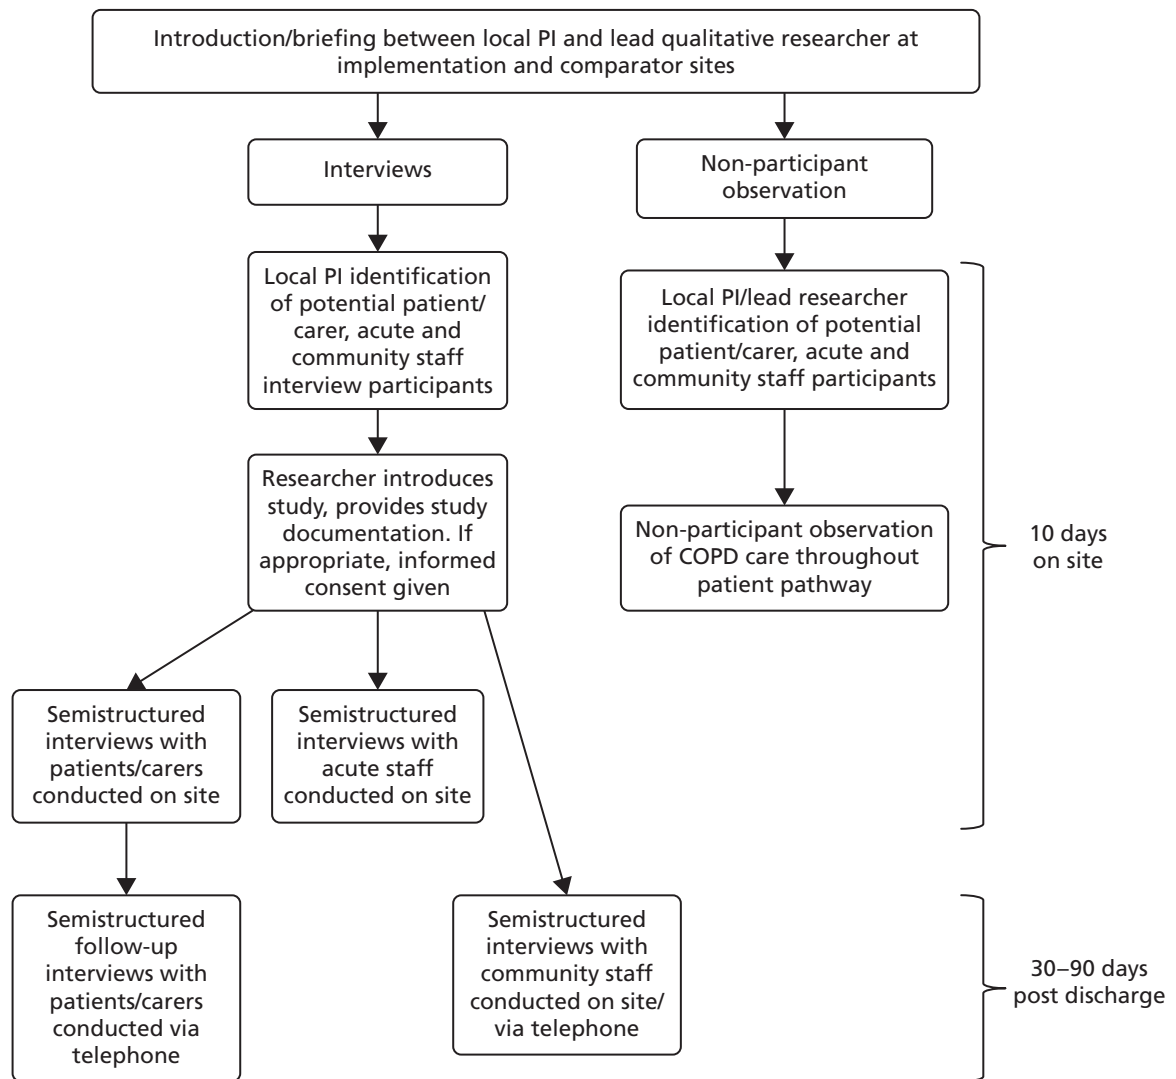 Introduction/briefing between local PI and lead qualitative researcher at
implementation and comparator sites
Interviews
Non-participant
observation
Local PI identification
of potential patient/
carer, acute and
community staff
interview participants
Local PI/lead researcher
identification of potential
patient/carer, acute and
community staff participants
Researcher introduces
study, provides study
documentation. If
appropriate, informed
consent given
Non-participant observation
of COPD care throughout
patient pathway
10 days
on site
Semistructured
interviews with
patients/carers
conducted on site
Semistructured
interviews with
acute staff
conducted on site
Semistructured
follow-up
interviews with
patients/carers
conducted via
telephone
Semistructured
interviews with
community staff
conducted on site/
via telephone
30–90 days
post discharge